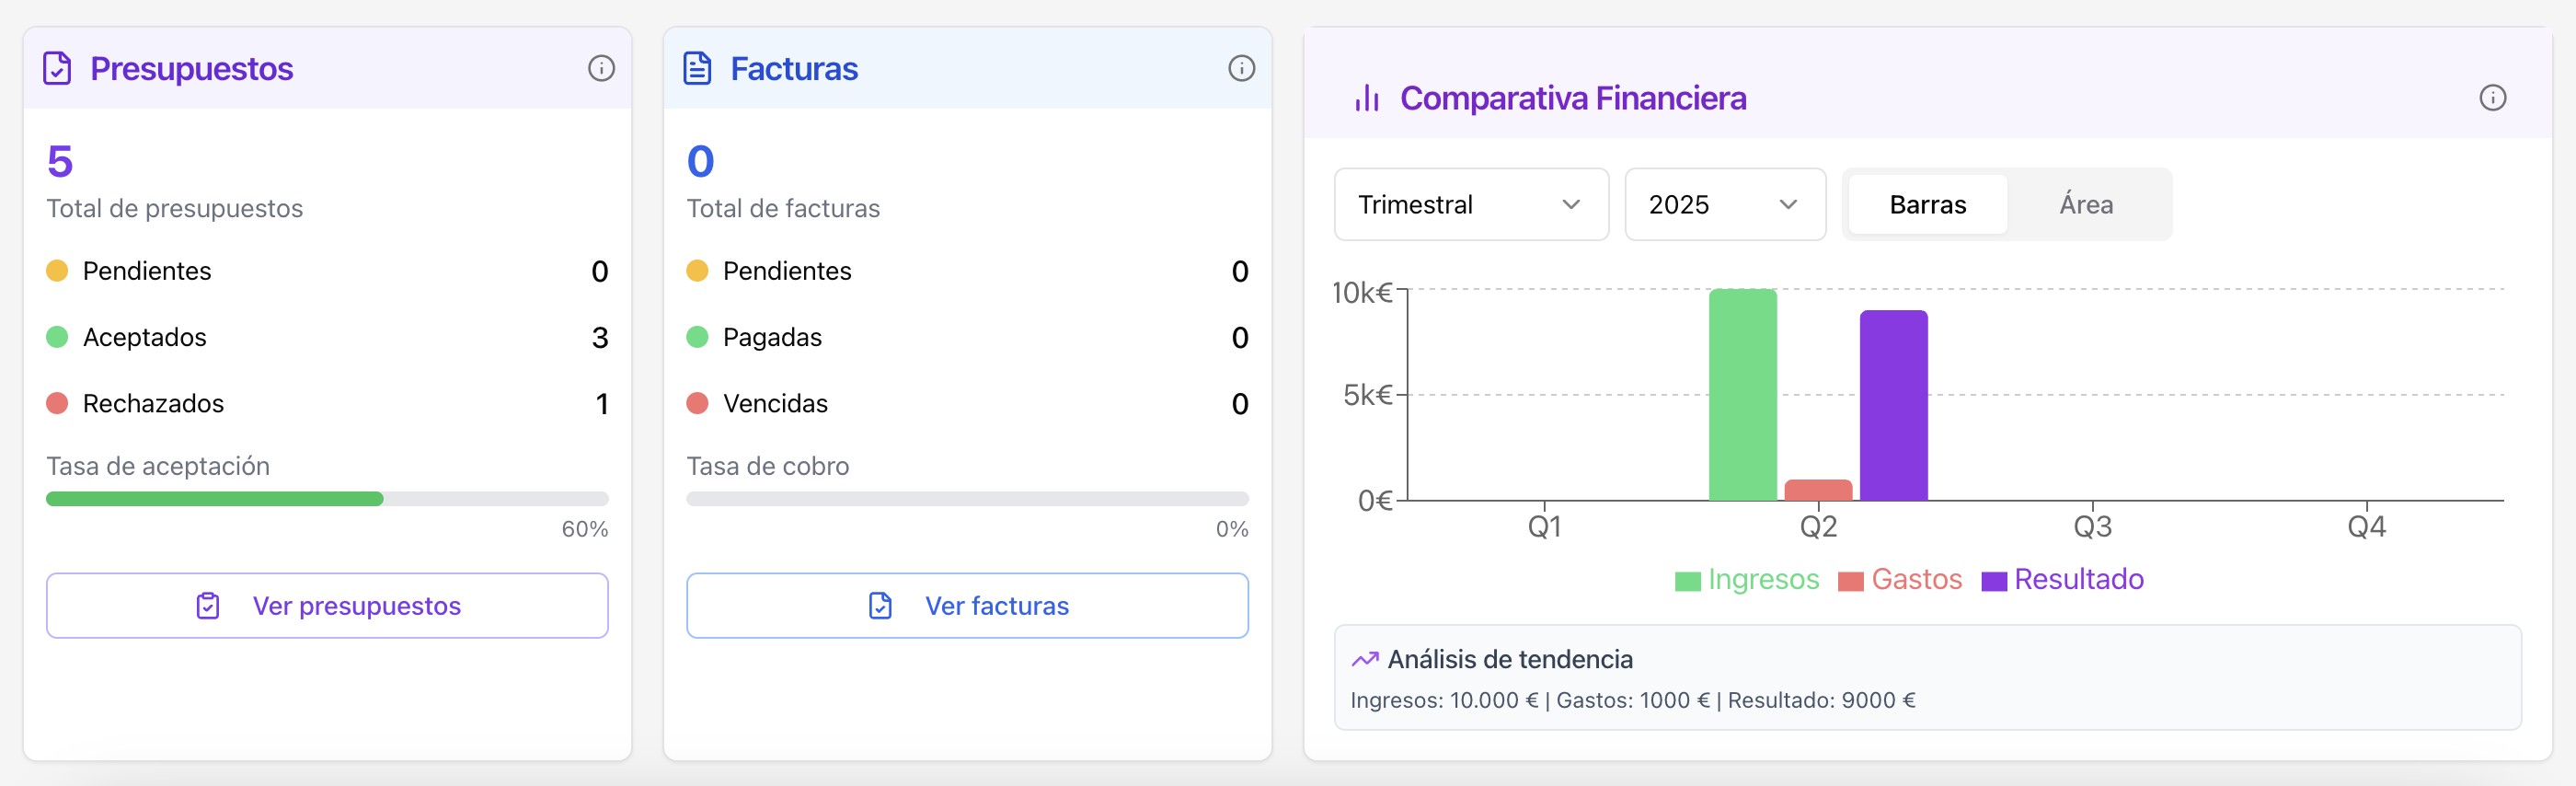 Presupuestos
5
Total de presupuestos
Pendientes 0
Aceptados 3
Rechazados 1
Tasa de aceptación
60%
Ver presupuestos
Facturas
0
Total de facturas
Pendientes 0
Pagadas 0
Vencidas 0
Tasa de cobro
0%
Ver facturas
Comparativa Financiera
Trimestral 2025 Barras Área
10k€
5k€
0€
Q1 Q2 Q3 Q4
Ingresos Gastos Resultado
Análisis de tendencia
Ingresos: 10.000 € | Gastos: 1000 € | Resultado: 9000 €